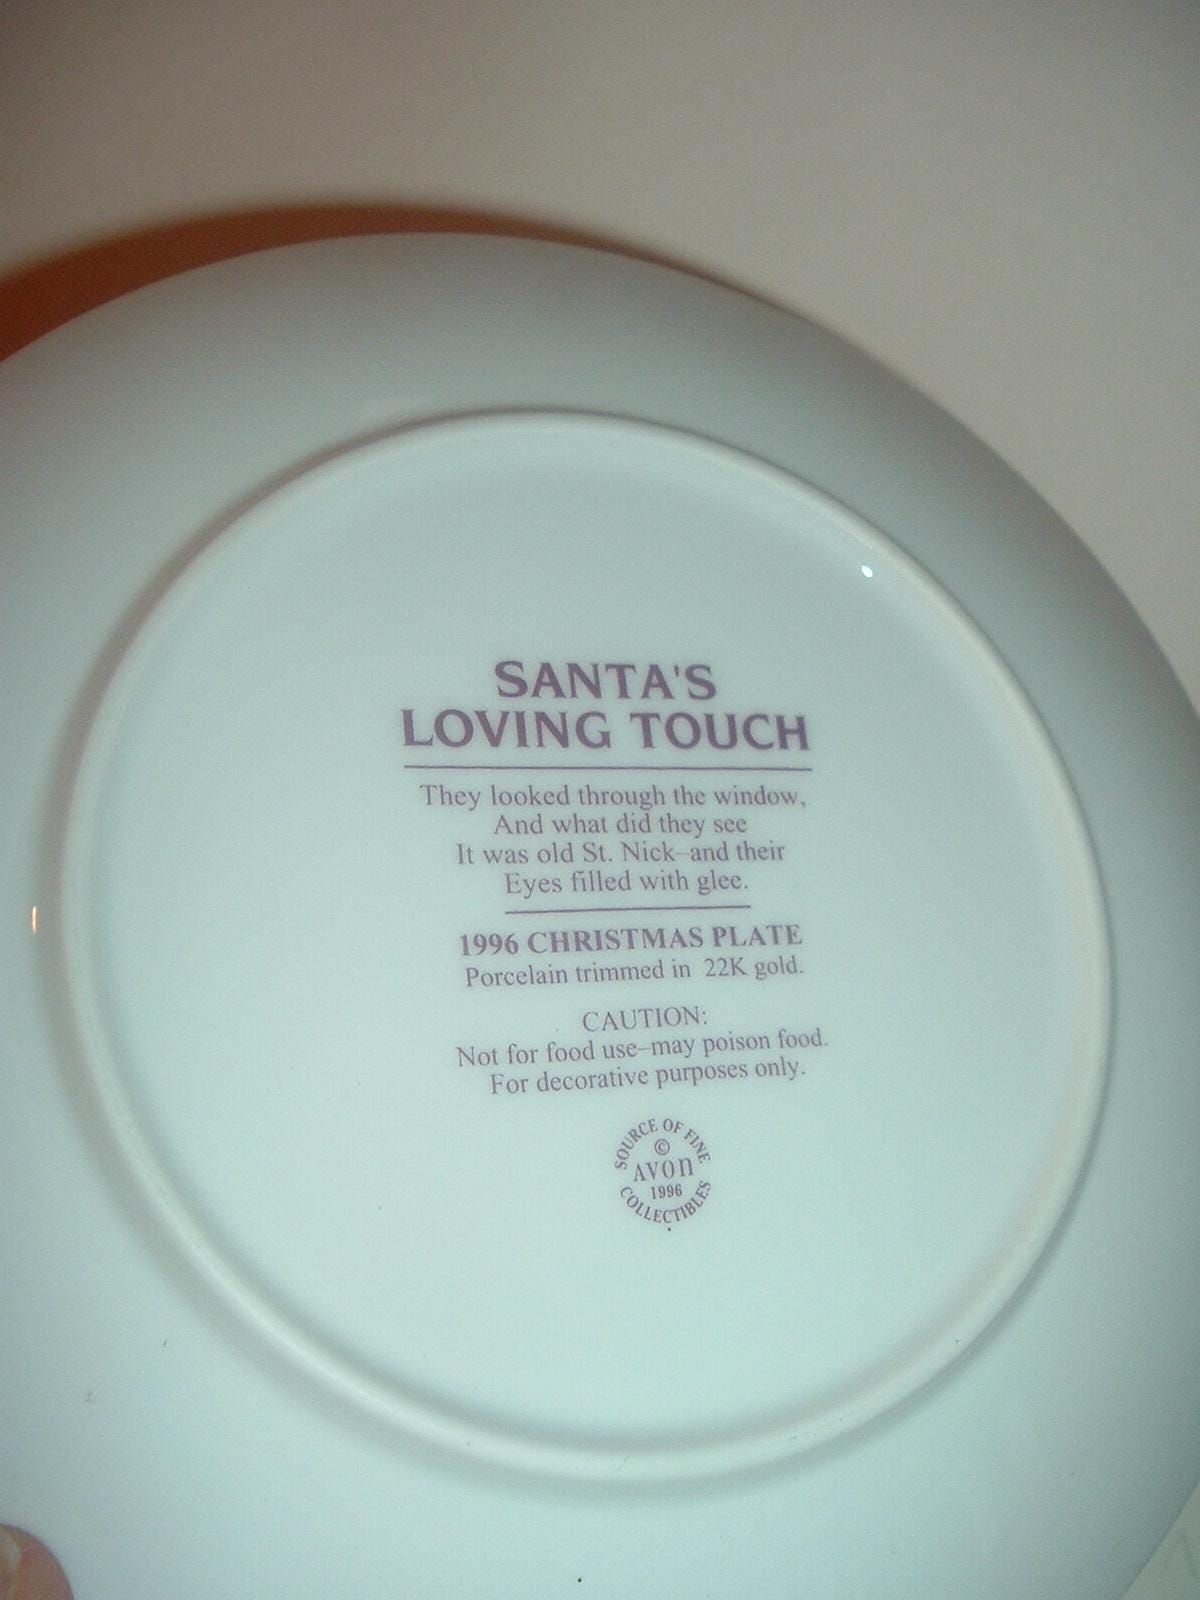 SANTA'S
LOVING TOUCH
They looked through the window,
And what did they see
It was old St. Nick–and their
Eyes filled with glee.
1996 CHRISTMAS PLATE
Porcelain trimmed in 22K gold.
CAUTION:
Not for food use–may poison food.
For decorative purposes only.
SOURCE OF FINE
©
AVON
1996
COLLECTIBLES